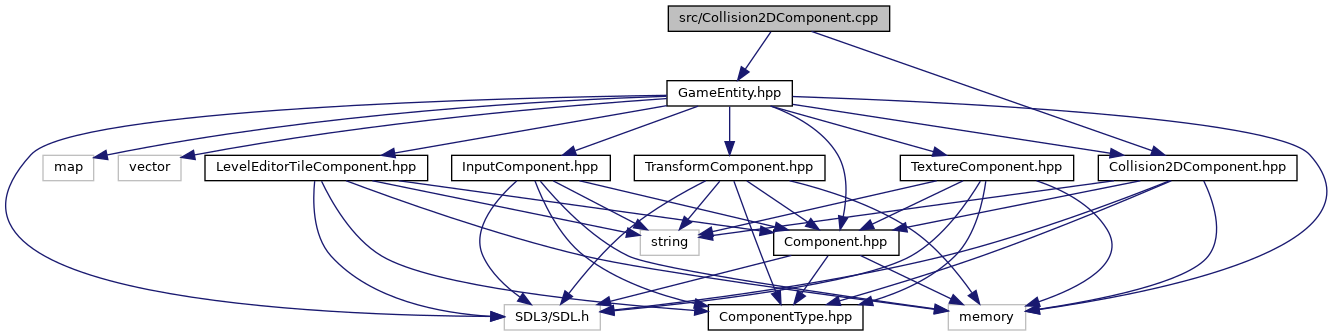 src/Collision2DComponent.cpp
GameEntity.hpp
map
vector
LevelEditorTileComponent.hpp
InputComponent.hpp
TransformComponent.hpp
TextureComponent.hpp
Collision2DComponent.hpp
string
Component.hpp
SDL3/SDL.h
ComponentType.hpp
memory